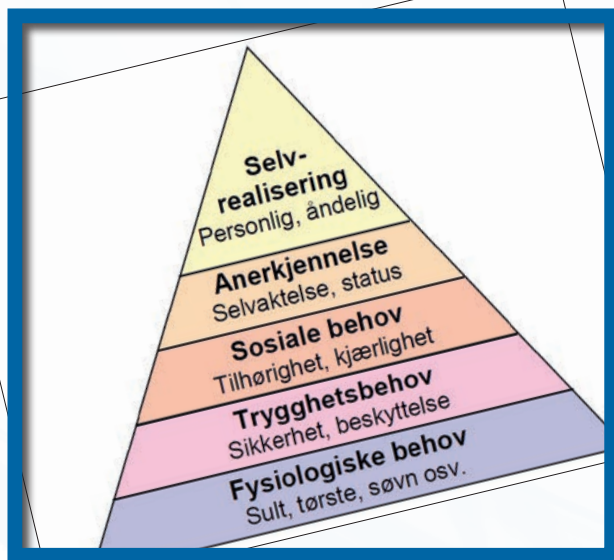 Selv-
realisering
Personlig, åndelig
Anerkjennelse
Selvaktelse, status
Sosiale behov
Tilhørighet, kjærlighet
Trygghetsbehov
Sikkerhet, beskyttelse
Fysiologiske behov
Sult, tørste, søvn osv.